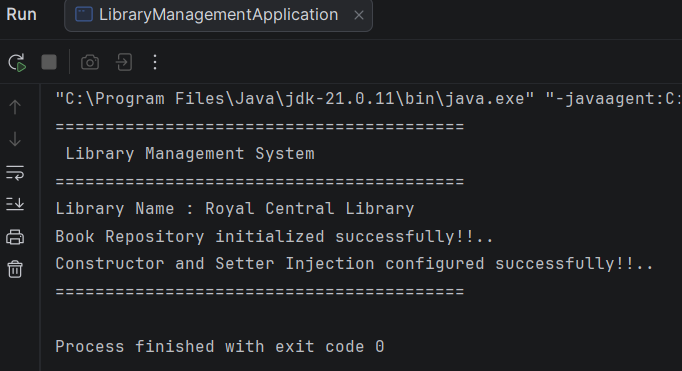 Run LibraryManagementApplication
"C:\Program Files\Java\jdk-21.0.11\bin\java.exe" "-javaagent:C:
=========================================
Library Management System
=========================================
Library Name : Royal Central Library
Book Repository initialized successfully!!..
Constructor and Setter Injection configured successfully!!..
=========================================
Process finished with exit code 0